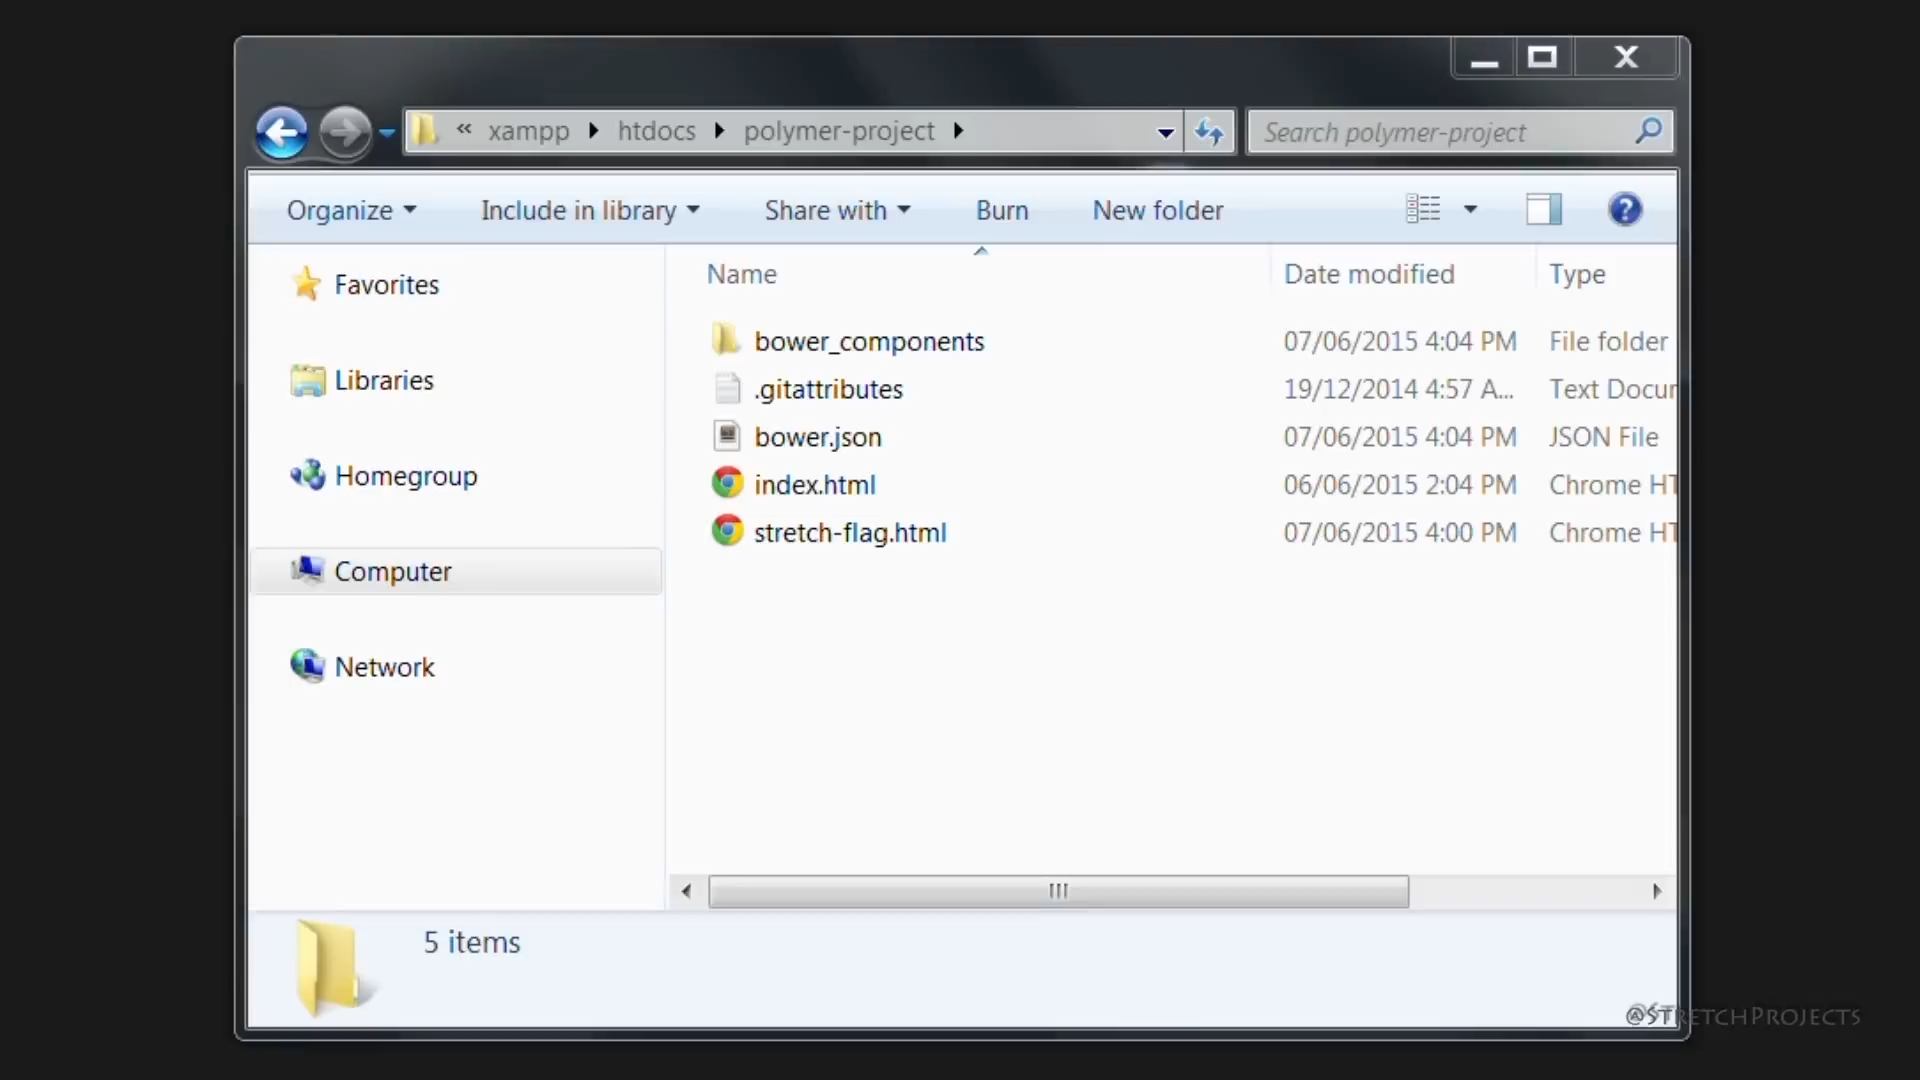 « xampp htdocs polymer-project
Search polymer-project
Organize Include in library Share with Burn New folder
Favorites
Libraries
Homegroup
Computer
Network
Name Date modified Type
bower_components 07/06/2015 4:04 PM File folder
.gitattributes 19/12/2014 4:57 A... Text Docum
bower.json 07/06/2015 4:04 PM JSON File
index.html 06/06/2015 2:04 PM Chrome HT
stretch-flag.html 07/06/2015 4:00 PM Chrome HT
5 items
@StretchProjects